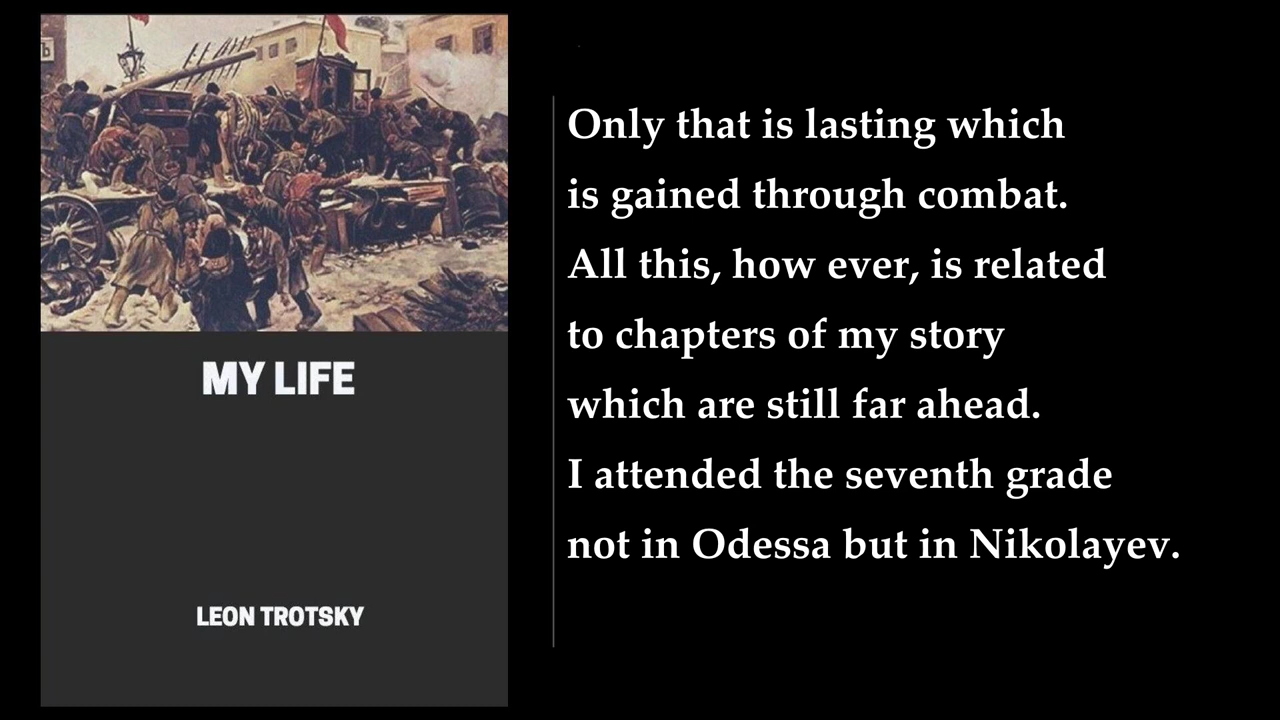 MY LIFE
LEON TROTSKY
Only that is lasting which
is gained through combat.
All this, how ever, is related
to chapters of my story
which are still far ahead.
I attended the seventh grade
not in Odessa but in Nikolayev.